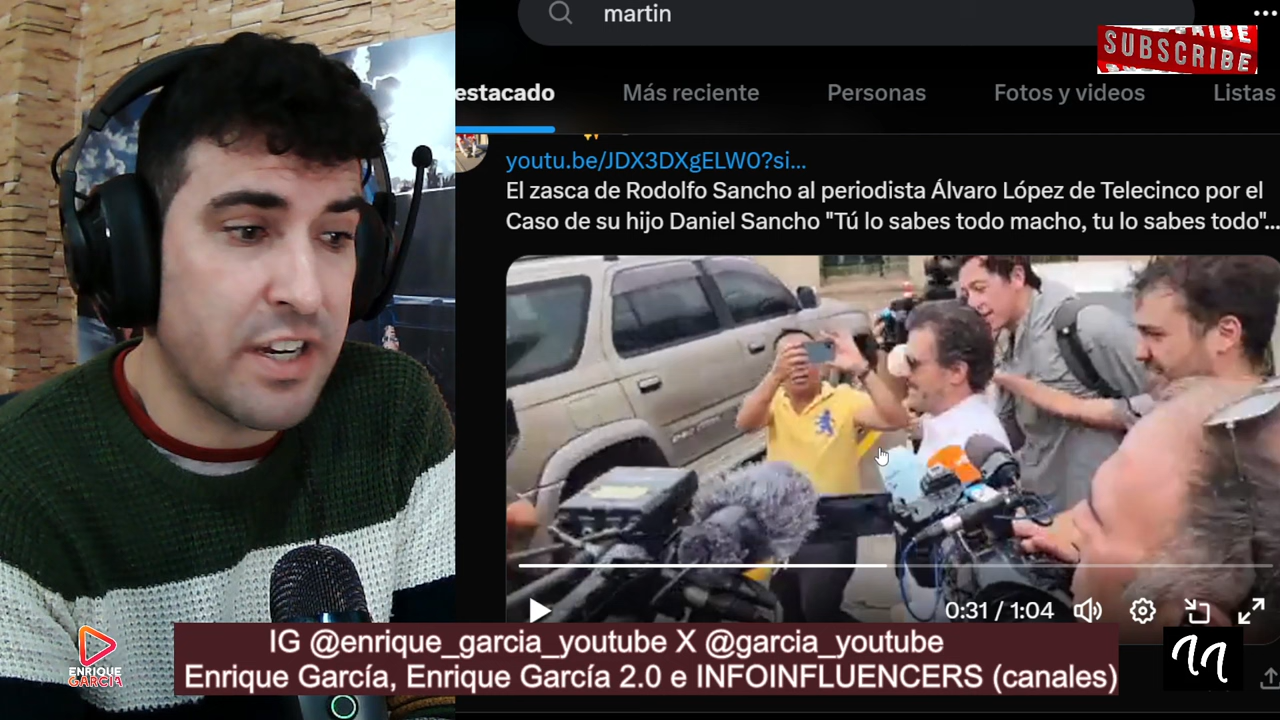 martin
SUBSCRIBE
estacado Más reciente Personas Fotos y videos Listas
youtu.be/JDX3DXgELW0?si...
El zasca de Rodolfo Sancho al periodista Álvaro López de Telecinco por el
Caso de su hijo Daniel Sancho "Tú lo sabes todo macho, tu lo sabes todo"...
0:31 / 1:04
IG @enrique_garcia_youtube X @garcia_youtube
Enrique García, Enrique García 2.0 e INFOINFLUENCERS (canales)
ENRIQUE
GARCÍA